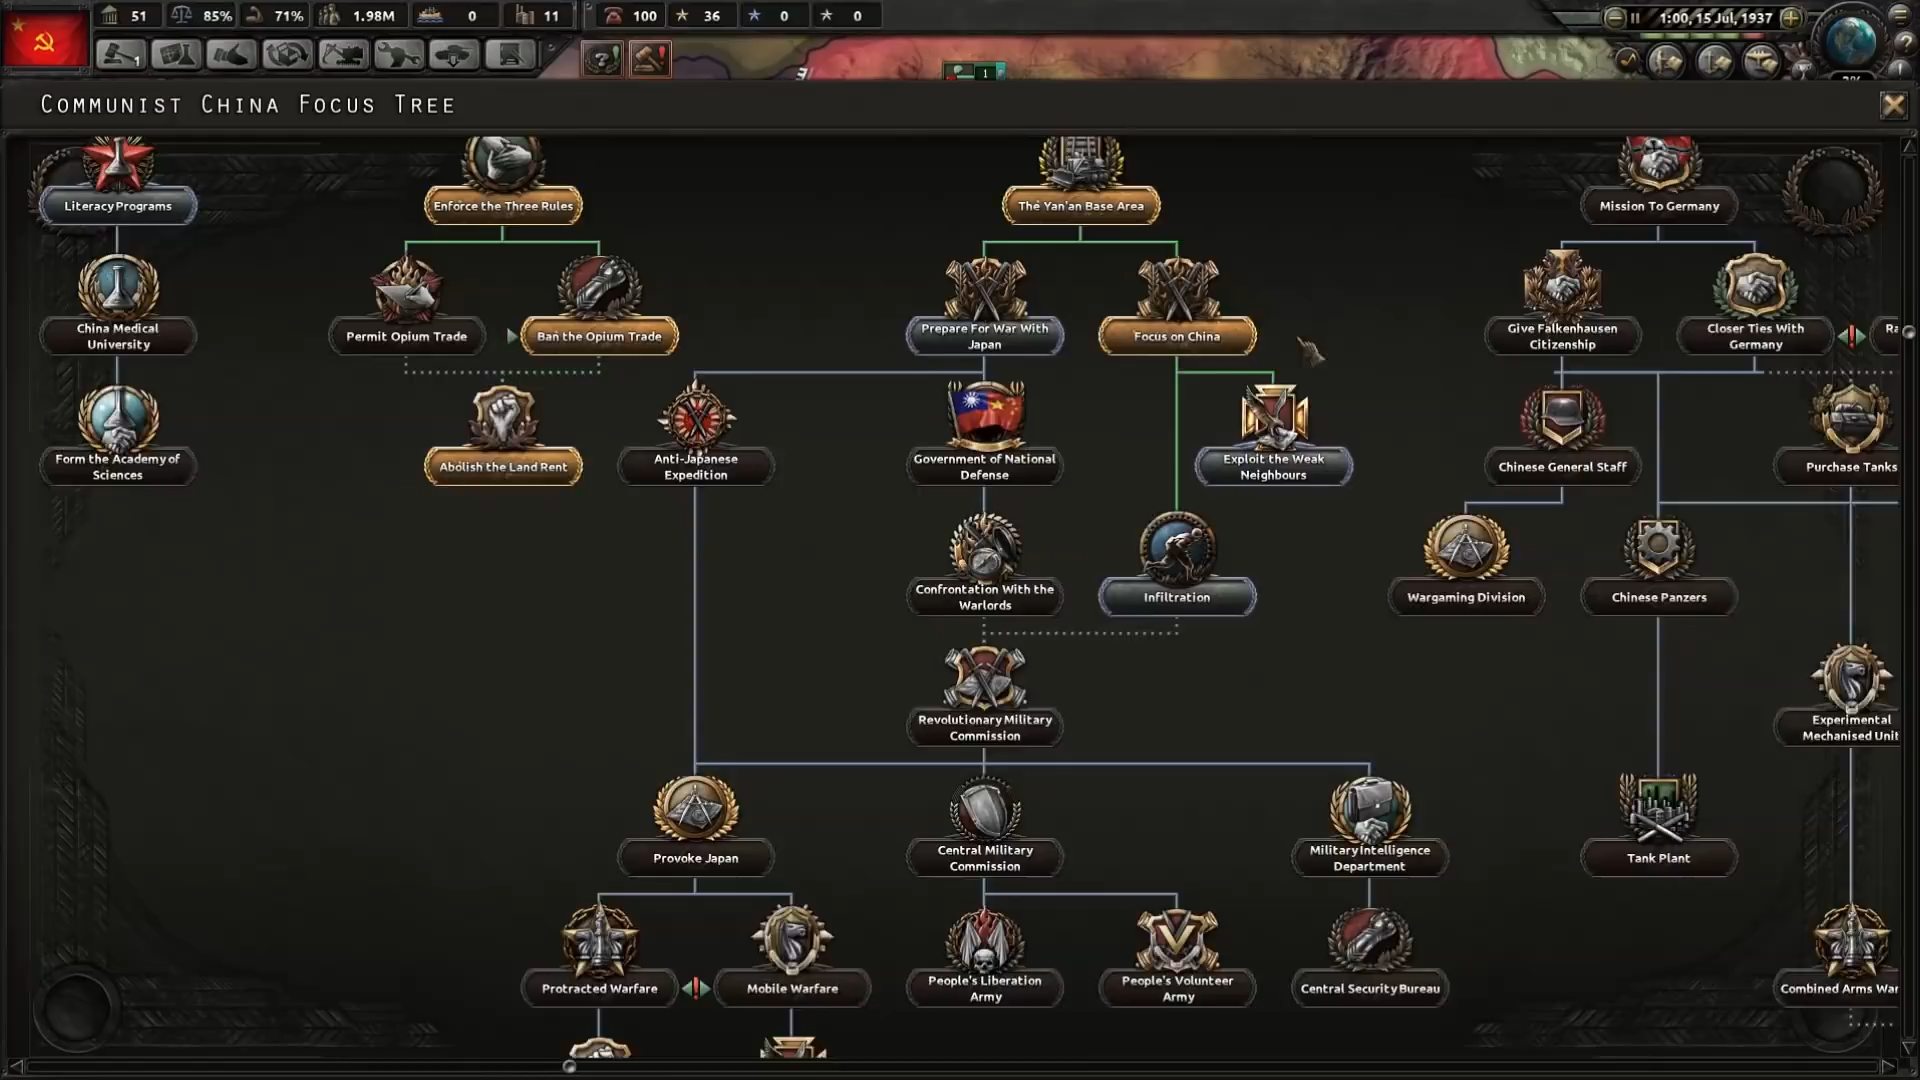 51
85%
71%
1.98M
0
11
100
36
0
0
1:00, 15 Jul, 1937
1
1
COMMUNIST CHINA FOCUS TREE
Literacy Programs
Enforce the Three Rules
The Yan'an Base Area
Mission To Germany
China Medical
University
Permit Opium Trade
Ban the Opium Trade
Prepare For War With
Japan
Focus on China
Give Falkenhausen
Citizenship
Closer Ties With
Germany
Ra
Form the Academy of
Sciences
Abolish the Land Rent
Anti-Japanese
Expedition
Government of National
Defense
Exploit the Weak
Neighbours
Chinese General Staff
Purchase Tanks
Confrontation With the
Warlords
Infiltration
Wargaming Division
Chinese Panzers
Revolutionary Military
Commission
Experimental
Mechanised Unit
Provoke Japan
Central Military
Commission
Military Intelligence
Department
Tank Plant
Protracted Warfare
Mobile Warfare
People's Liberation
Army
People's Volunteer
Army
Central Security Bureau
Combined Arms War